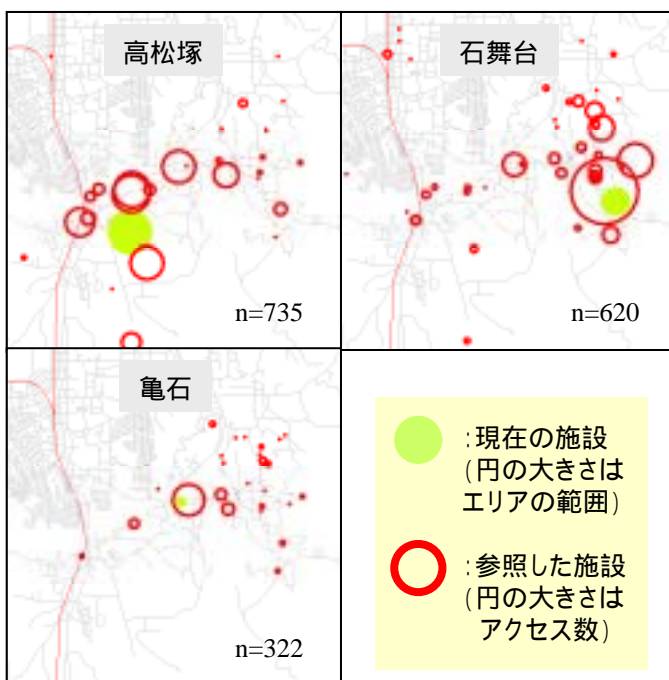 高松塚
石舞台
n=735
n=620
亀石
n=322
:現在の施設
(円の大きさは
エリアの範囲)
:参照した施設
(円の大きさは
アクセス数)